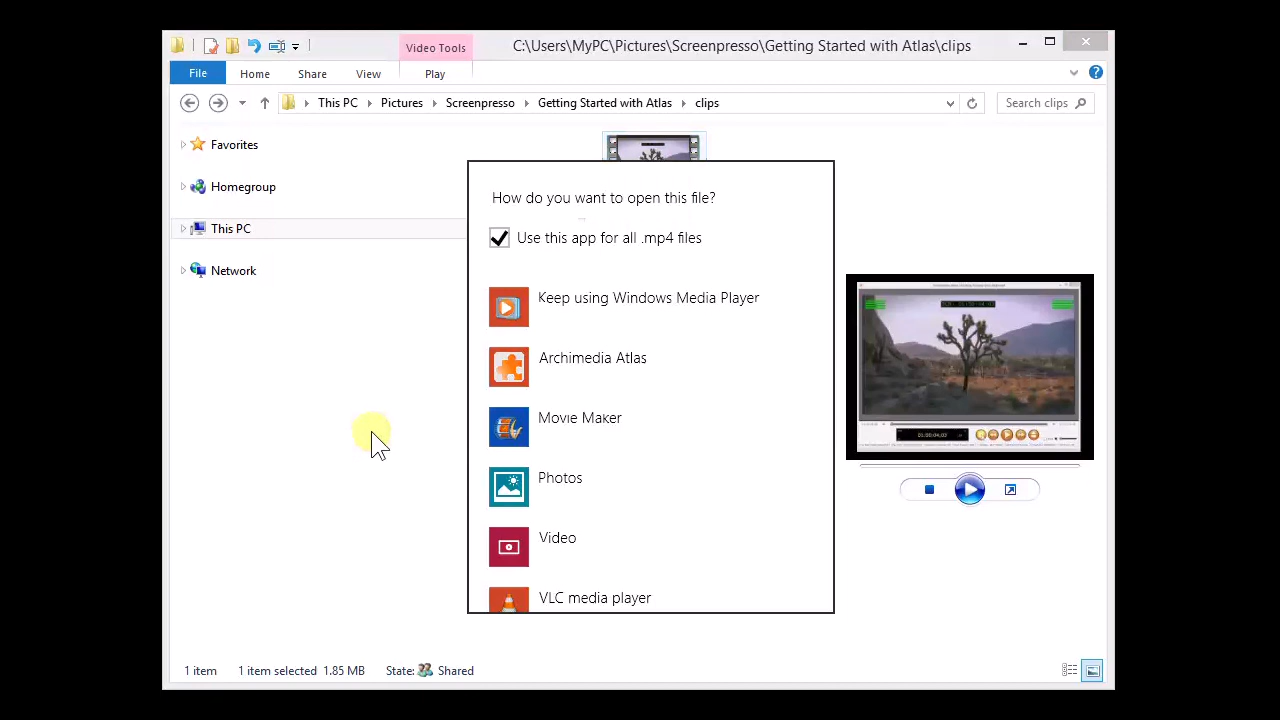 Video Tools
C:\Users\MyPC\Pictures\Screenpresso\Getting Started with Atlas\clips
File Home Share View Play
This PC Pictures Screenpresso Getting Started with Atlas clips
Search clips
Favorites
Homegroup
This PC
Network
How do you want to open this file?
Use this app for all .mp4 files
Keep using Windows Media Player
Archimedia Atlas
Movie Maker
Photos
Video
VLC media player
1 item 1 item selected 1.85 MB State: Shared